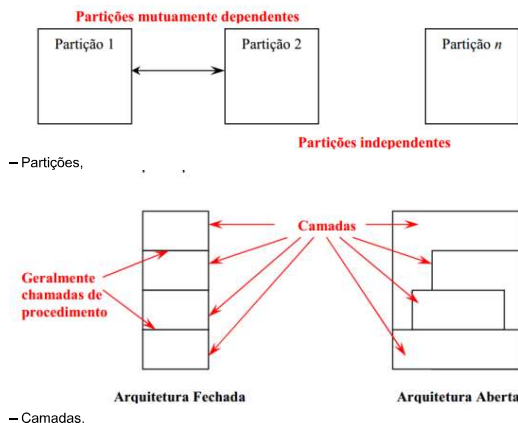 Partições mutuamente dependentes
Partição 1
Partição 2
Partição n
Partições independentes
– Partições,
Camadas
Geralmente
chamadas de
procedimento
Arquitetura Fechada
Arquitetura Aberta
– Camadas.